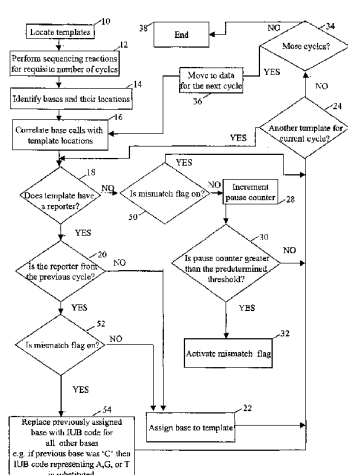 10
Locate templates
12
Perform sequencing reactions
for requisite number of cycles
14
Identify bases and their locations
16
Correlate base calls with
template locations
38
End
NO
34
More cycles?
YES
Move to data
for the next cycle
36
NO
24
Another template for
current cycle?
YES
18
Does template have
a reporter?
NO
YES
Is mismatch flag on?
50
YES
NO
Increment
pause counter
28
30
Is pause counter greater
than the predetermined
threshold?
NO
YES
32
Activate mismatch flag
20
Is the reporter from
the previous cycle?
NO
YES
52
Is mismatch flag on?
NO
YES
22
Assign base to template
54
Replace previously assigned
base with IUB code for
all other bases
e.g. if previous base was 'C' then
IUB code representing A,G, or T
is substituted